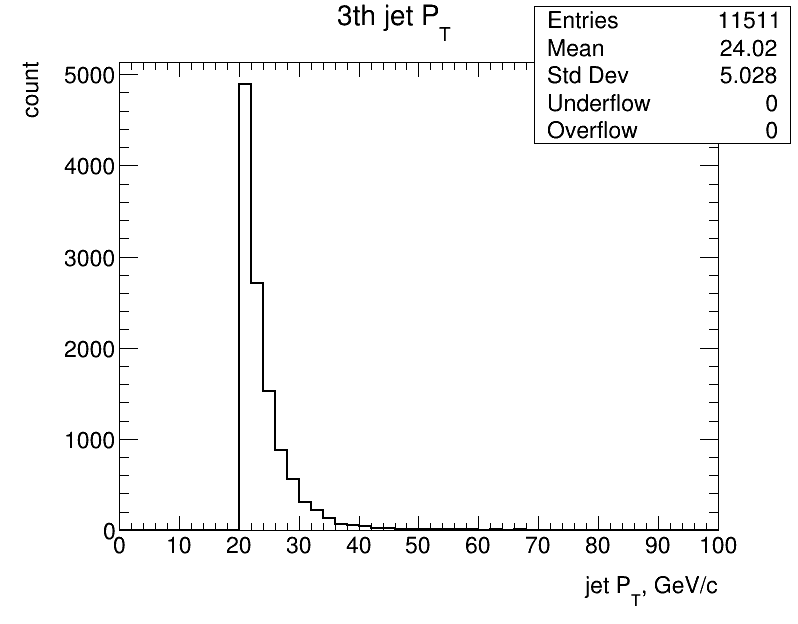 3th jet P_T
Entries 11511
Mean 24.02
Std Dev 5.028
Underflow 0
Overflow 0
count
5000
4000
3000
2000
1000
0
0 10 20 30 40 50 60 70 80 90 100
jet P_T, GeV/c